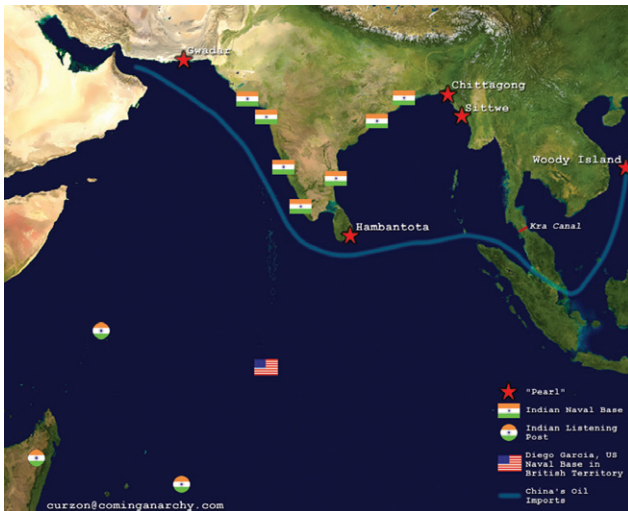 Gwadar
Chittagong
Sittwe
Woody Island
Kra Canal
Hambantota
"Pearl"
Indian Naval Base
Indian Listening
Post
Diego Garcia, US
Naval Base in
British Territory
China's Oil
Imports
curzon@cominganarchy.com